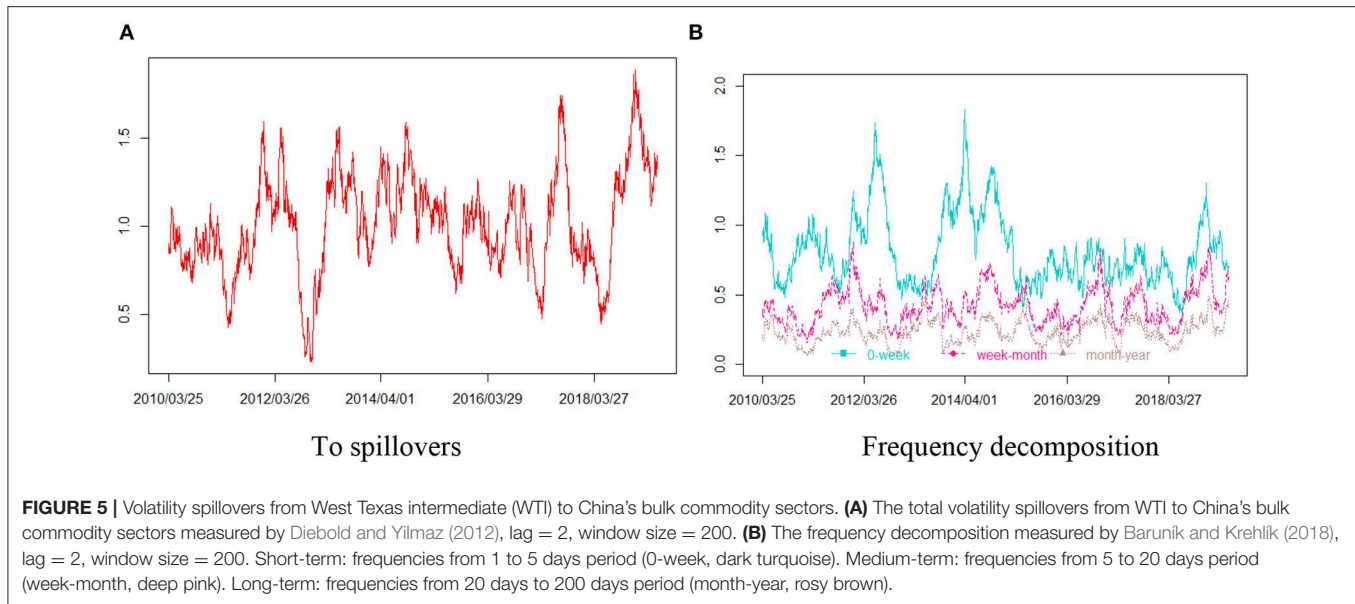 A
B
1.5
1.0
0.5
2010/03/25 2012/03/26 2014/04/01 2016/03/29 2018/03/27
To spillovers
2.0
1.5
1.0
0.5
0.0
0-week week-month month-year
2010/03/25 2012/03/26 2014/04/01 2016/03/29 2018/03/27
Frequency decomposition
FIGURE 5 | Volatility spillovers from West Texas intermediate (WTI) to China's bulk commodity sectors. (A) The total volatility spillovers from WTI to China's bulk
commodity sectors measured by Diebold and Yilmaz (2012), lag = 2, window size = 200. (B) The frequency decomposition measured by Baruník and Krehlík (2018),
lag = 2, window size = 200. Short-term: frequencies from 1 to 5 days period (0-week, dark turquoise). Medium-term: frequencies from 5 to 20 days period
(week-month, deep pink). Long-term: frequencies from 20 days to 200 days period (month-year, rosy brown).